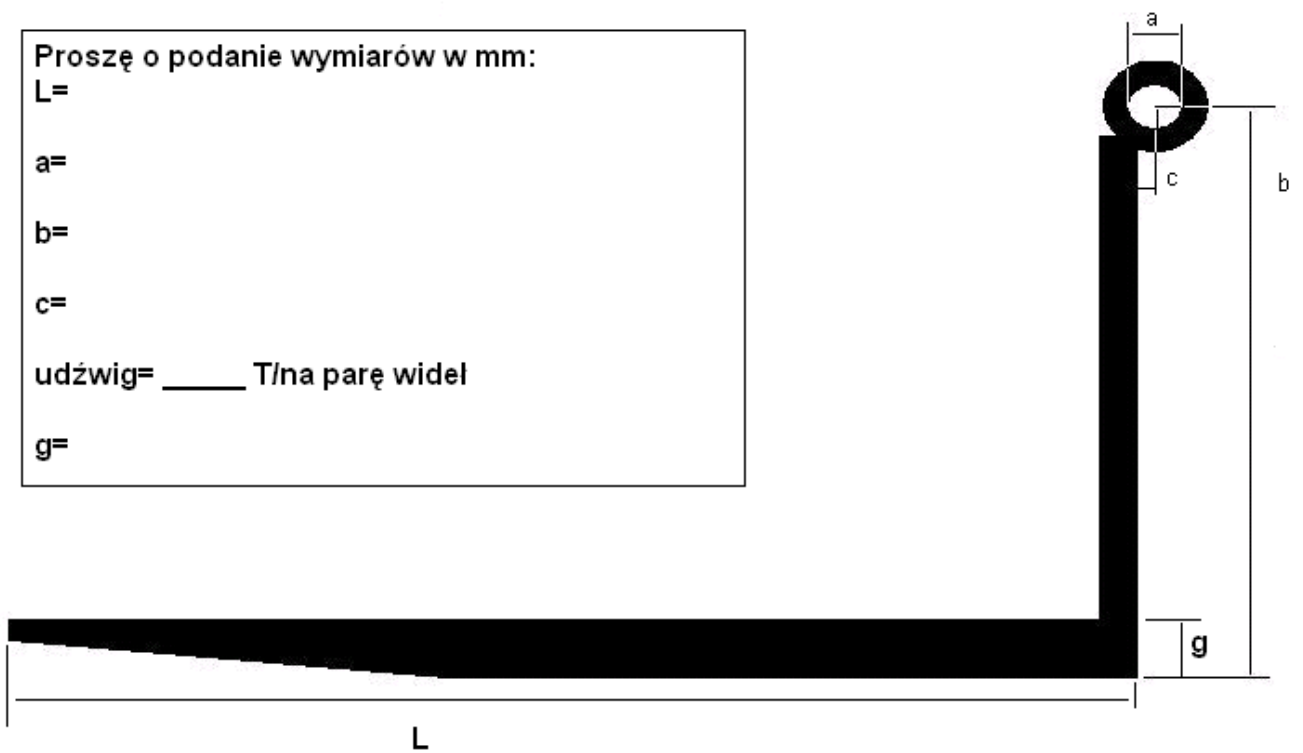 a
Proszę o podanie wymiarów w mm:
L=
a=
b=
c=
udźwig= _____ T/na parę wideł
g=
c
b
g
L